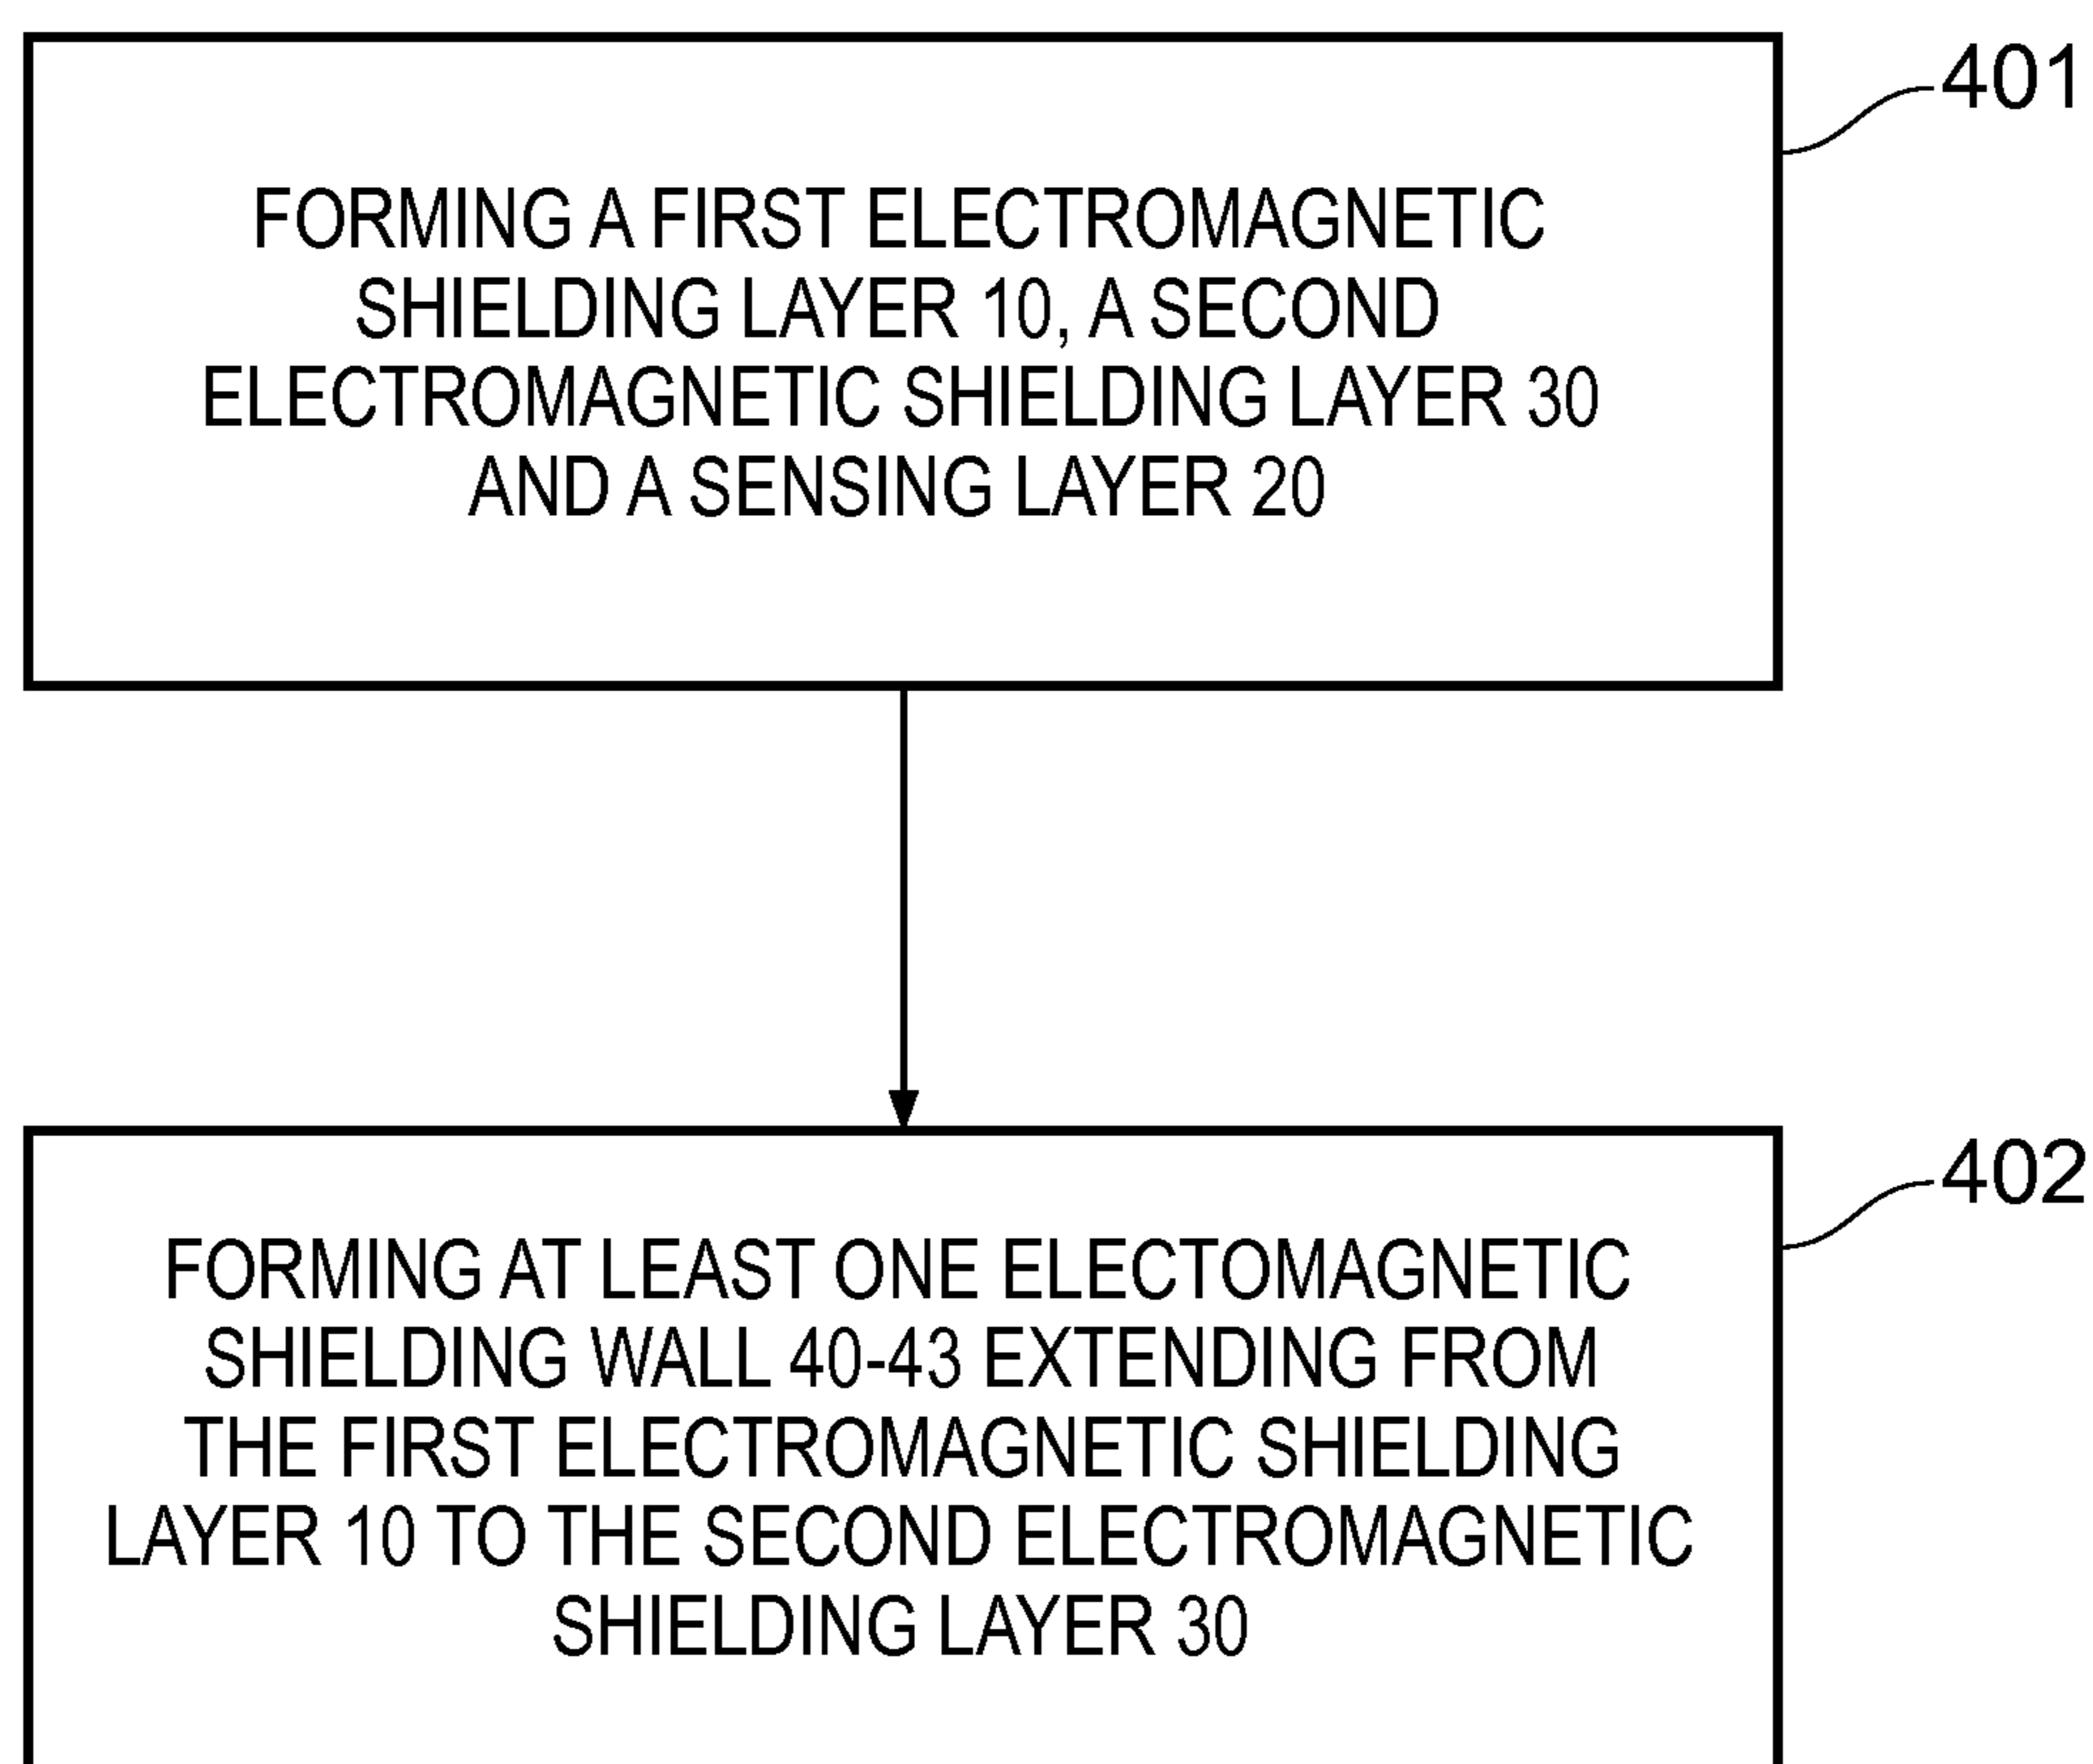 401
FORMING A FIRST ELECTROMAGNETIC
SHIELDING LAYER 10, A SECOND
ELECTROMAGNETIC SHIELDING LAYER 30
AND A SENSING LAYER 20
402
FORMING AT LEAST ONE ELECTOMAGNETIC
SHIELDING WALL 40-43 EXTENDING FROM
THE FIRST ELECTROMAGNETIC SHIELDING
LAYER 10 TO THE SECOND ELECTROMAGNETIC
SHIELDING LAYER 30